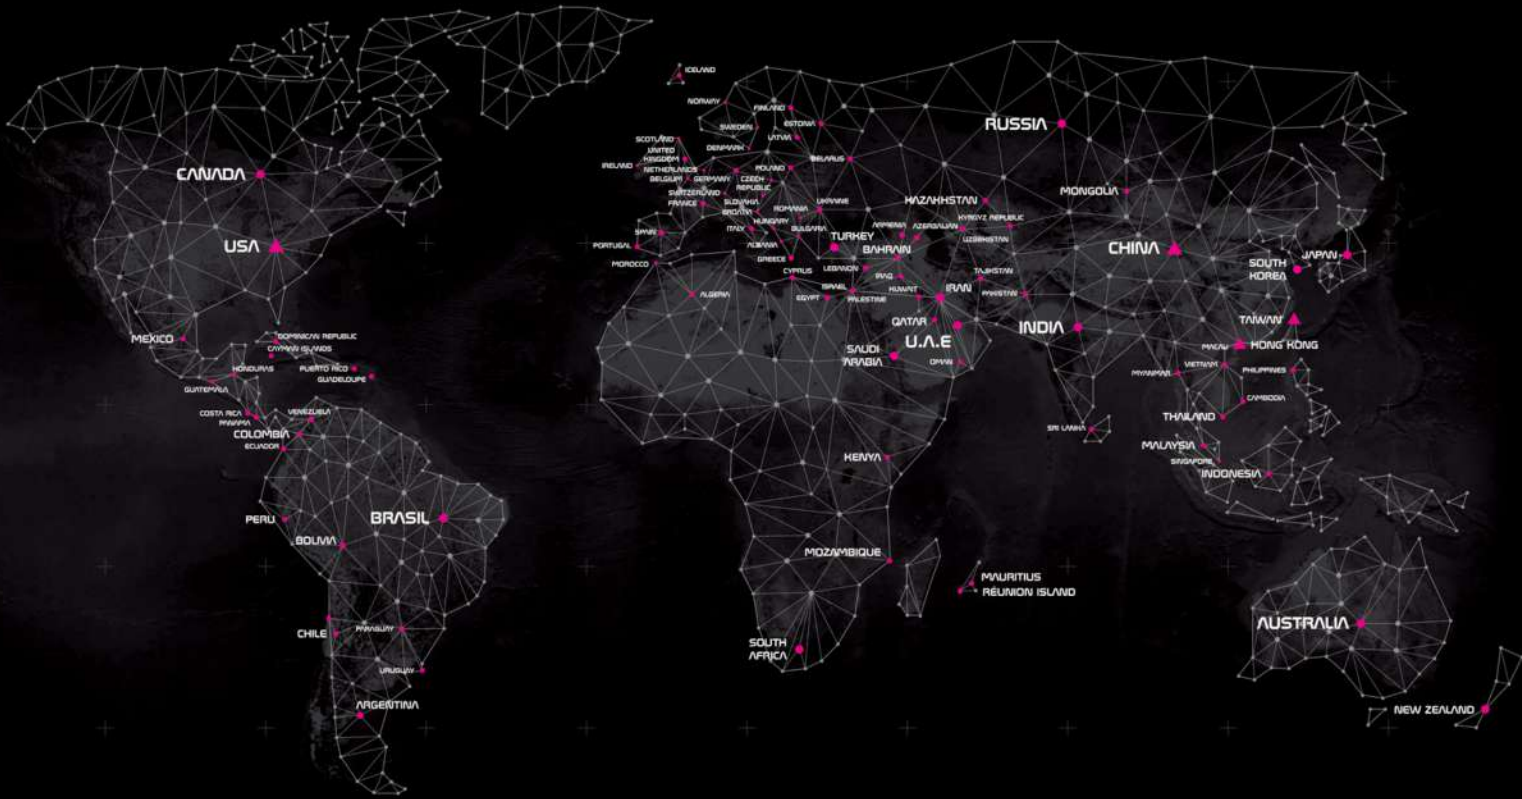 ICELAND
NORWAY
FINLAND
SWEDEN
ESTONIA
RUSSIA
SCOTLAND
LATVIA
DENMARK
UNITED
KINGDOM
IRELAND
BELARUS
NETHERLANDS
POLAND
CANADA
BELGIUM
GERMANY
CZECH
REPUBLIC
SWITZERLAND
MONGOLIA
FRANCE
SLOVAKIA
UKRAINE
KAZAKHSTAN
CROATIA
ROMANIA
HUNGARY
KYRGYZ REPUBLIC
SPAIN
ITALY
BULGARIA
ARMENIA
AZERBAIJAN
TURKEY
UZBEKISTAN
USA
PORTUGAL
ALBANIA
BAHRAIN
CHINA
GREECE
JAPAN
MOROCCO
LEBANON
SOUTH
KOREA
CYPRUS
IRAQ
TAJIKSTAN
ALGERIA
ISRAEL
KUWAIT
IRAN
EGYPT
PALESTINE
PAKISTAN
QATAR
TAIWAN
INDIA
MEXICO
DOMINICAN REPUBLIC
U.A.E
MACAU
HONG KONG
CAYMAN ISLANDS
SAUDI
ARABIA
OMAN
HONDURAS
PUERTO RICO
VIETNAM
MYANMAR
PHILIPPINES
GUADELOUPE
GUATEMALA
CAMBODIA
COSTA RICA
VENEZUELA
THAILAND
PANAMA
SRI LANKA
COLOMBIA
ECUADOR
MALAYSIA
KENYA
SINGAPORE
INDONESIA
PERU
BRASIL
BOLIVIA
MOZAMBIQUE
MAURITIUS
RÉUNION ISLAND
CHILE
PARAGUAY
AUSTRALIA
SOUTH
AFRICA
URUGUAY
ARGENTINA
NEW ZEALAND